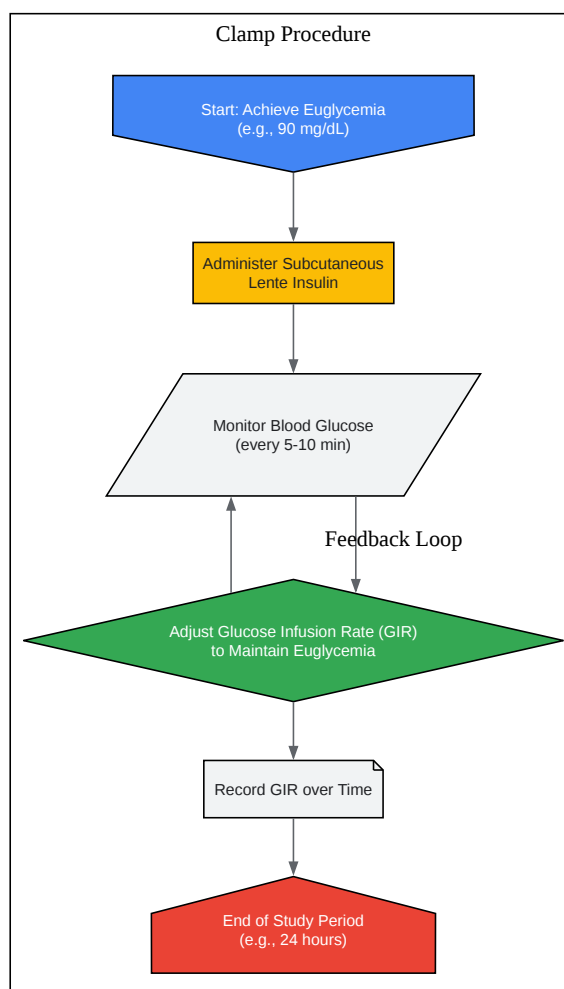 Clamp Procedure
Start: Achieve Euglycemia
(e.g., 90 mg/dL)
Administer Subcutaneous
Lente Insulin
Monitor Blood Glucose
(every 5-10 min)
Feedback Loop
Adjust Glucose Infusion Rate (GIR)
to Maintain Euglycemia
Record GIR over Time
End of Study Period
(e.g., 24 hours)